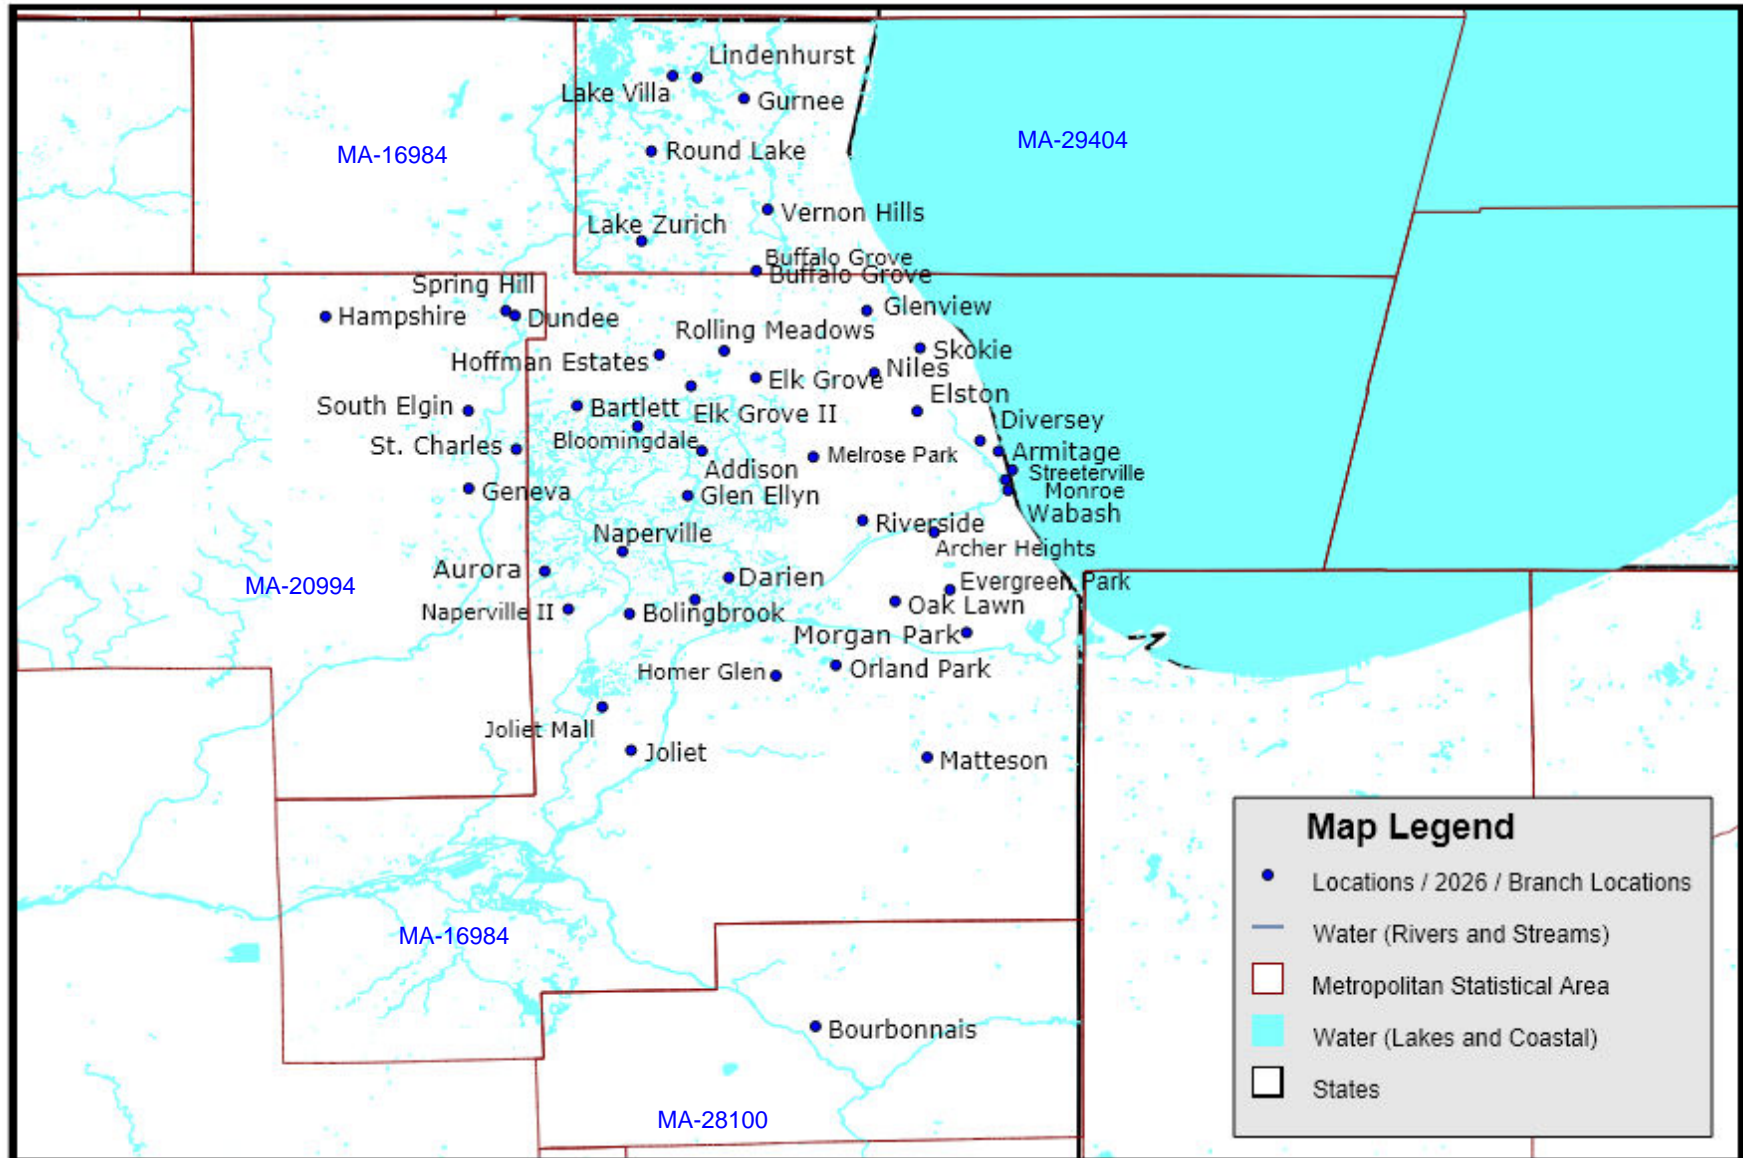 Lindenhurst
Lake Villa
Gurnee
MA-16984
MA-29404
Round Lake
Vernon Hills
Lake Zurich
Buffalo Grove
Buffalo Grove
Spring Hill
Hampshire
Dundee
Glenview
Rolling Meadows
Hoffman Estates
Skokie
Niles
Elk Grove
South Elgin
Bartlett
Elk Grove II
Elston
Diversey
St. Charles
Bloomingdale
Addison
Melrose Park
Armitage
Streeterville
Geneva
Glen Ellyn
Monroe
Wabash
Naperville
Riverside
Archer Heights
Aurora
MA-20994
Darien
Evergreen Park
Naperville II
Bolingbrook
Oak Lawn
Morgan Park
Homer Glen
Orland Park
Joliet Mall
Joliet
Matteson
MA-16984
Bourbonnais
MA-28100
Map Legend
Locations / 2026 / Branch Locations
Water (Rivers and Streams)
Metropolitan Statistical Area
Water (Lakes and Coastal)
States